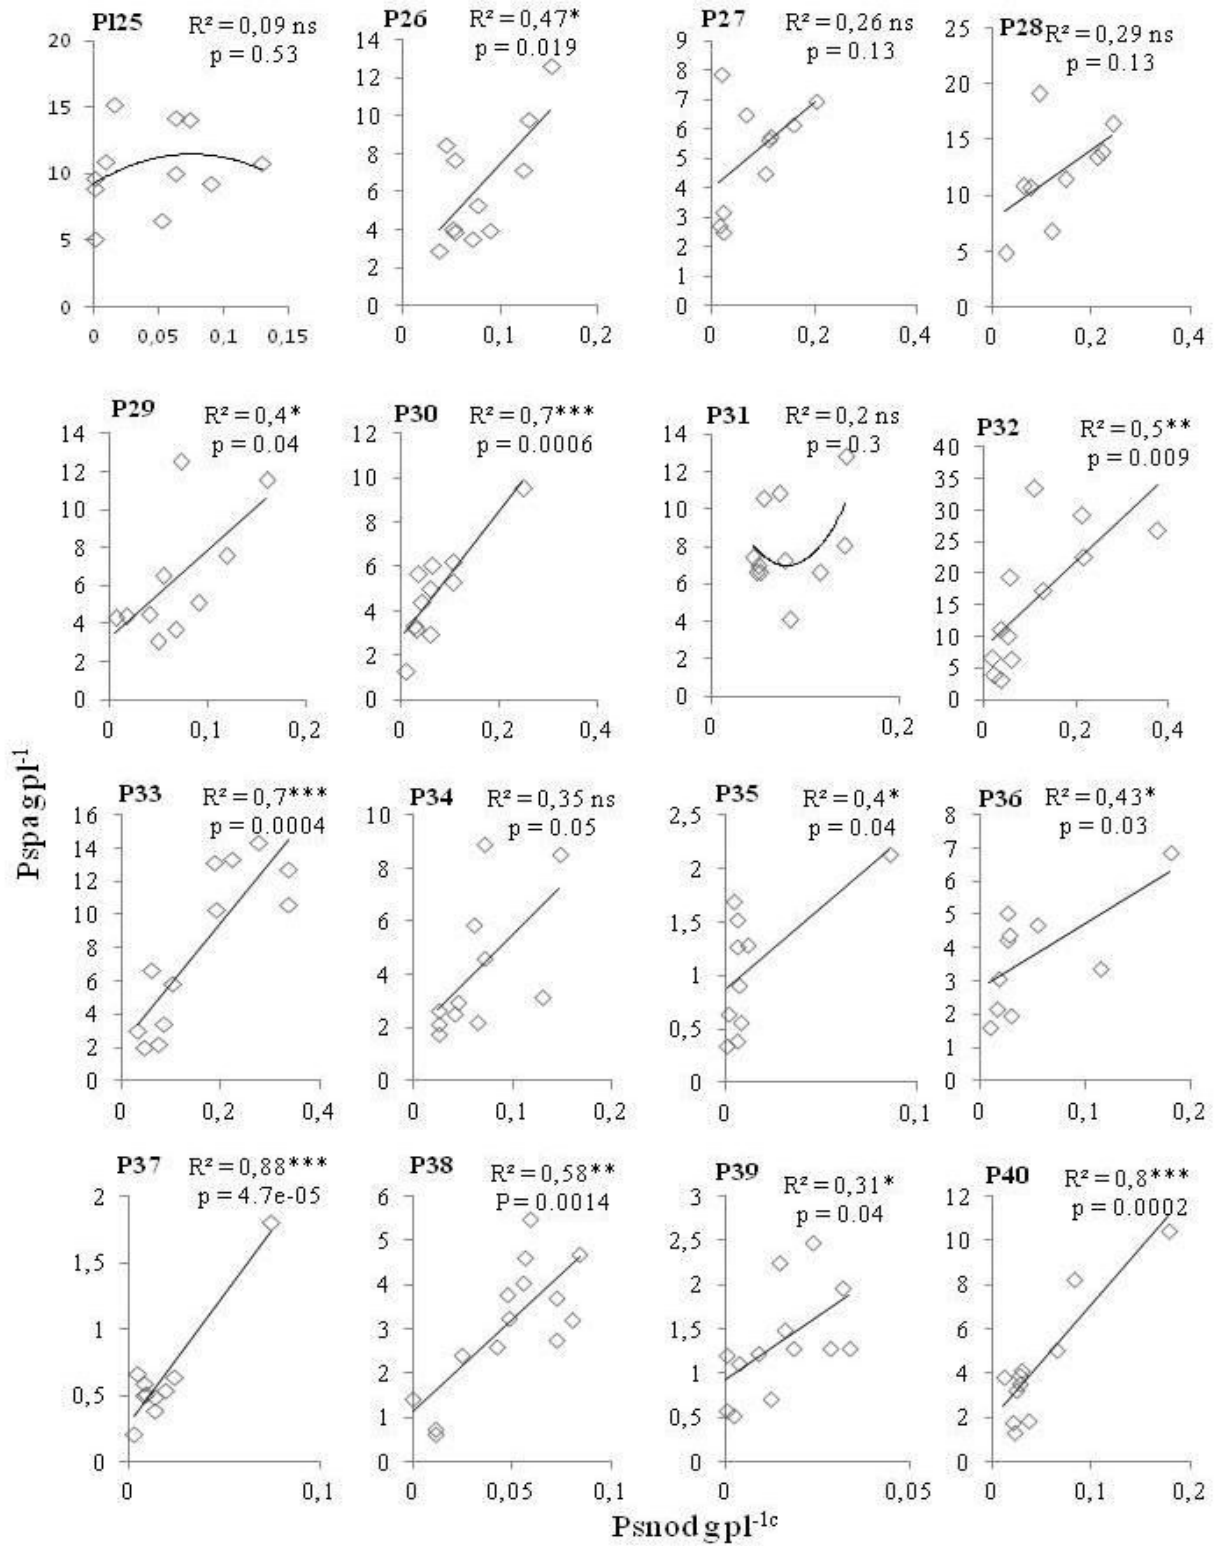 Pl25
R² = 0,09 ns
p = 0.53
20
15
10
5
0
0 0,05 0,1 0,15
P26
R² = 0,47*
p = 0.019
14
12
10
8
6
4
2
0
0 0,1 0,2
P27
R² = 0,26 ns
p = 0.13
9
8
7
6
5
4
3
2
1
0
0 0,2 0,4
P28
R² = 0,29 ns
p = 0.13
25
20
15
10
5
0
0 0,2 0,4
P29
R² = 0,4*
p = 0.04
14
12
10
8
6
4
2
0
0 0,1 0,2
P30
R² = 0,7***
p = 0.0006
12
10
8
6
4
2
0
0 0,2 0,4
P31
R² = 0,2 ns
p = 0.3
14
12
10
8
6
4
2
0
0 0,2
P32
R² = 0,5**
p = 0.009
40
35
30
25
20
15
10
5
0
0 0,2 0,4
Pspa gpl⁻¹
P33
R² = 0,7***
p = 0.0004
16
14
12
10
8
6
4
2
0
0 0,2 0,4
P34
R² = 0,35 ns
p = 0.05
10
8
6
4
2
0
0 0,1 0,2
P35
R² = 0,4*
p = 0.04
2,5
2
1,5
1
0,5
0
0 0,1
P36
R² = 0,43*
p = 0.03
8
7
6
5
4
3
2
1
0
0 0,1 0,2
P37
R² = 0,88***
p = 4.7e-05
2
1,5
1
0,5
0
0 0,1
P38
R² = 0,58**
P = 0.0014
6
5
4
3
2
1
0
0 0,05 0,1
P39
R² = 0,31*
p = 0.04
3
2,5
2
1,5
1
0,5
0
0 0,05
P40
R² = 0,8***
p = 0.0002
12
10
8
6
4
2
0
0 0,1 0,2
Psnod gpl⁻¹ᶜ